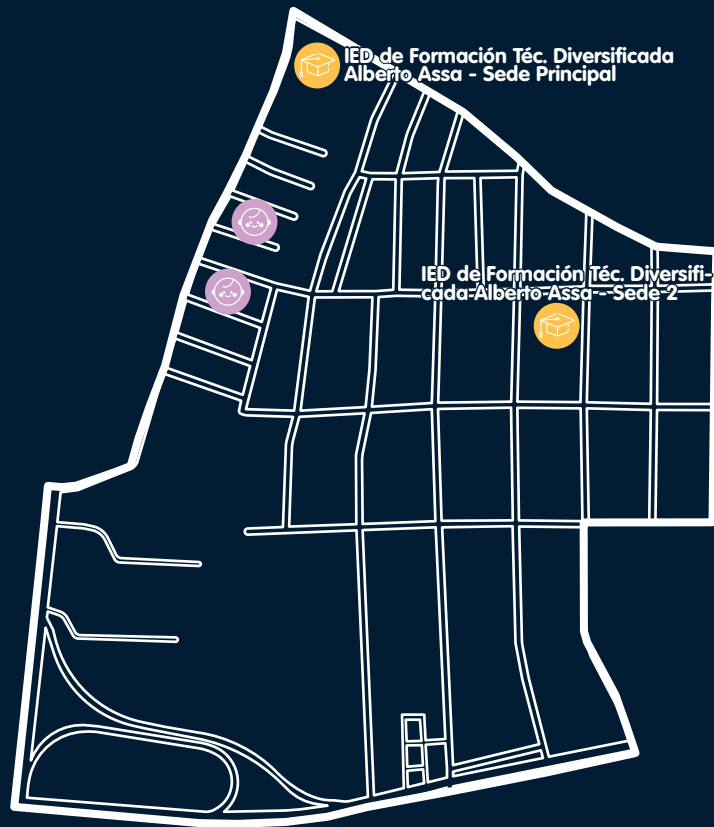 IED de Formación Téc. Diversificada
Alberto Assa - Sede Principal
IED de Formación Téc. Diversifi-
cada Alberto Assa - Sede 2